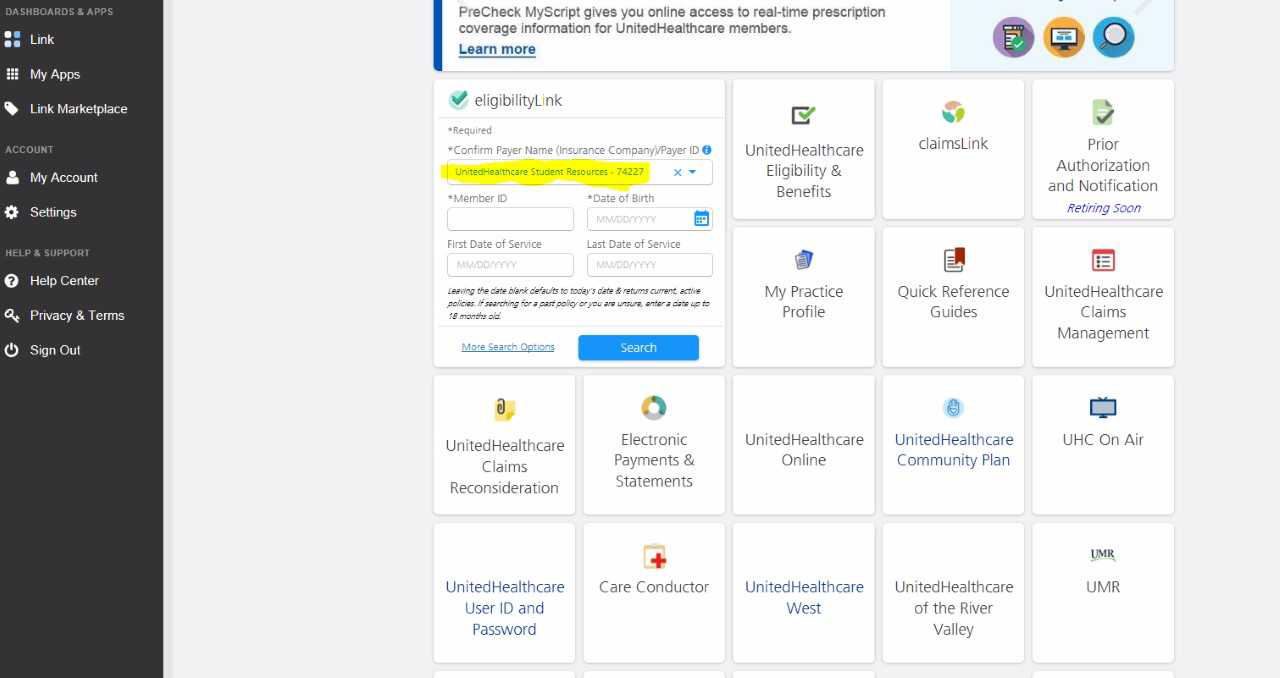 DASHBOARDS & APPS
Link
My Apps
Link Marketplace
ACCOUNT
My Account
Settings
HELP & SUPPORT
Help Center
Privacy & Terms
Sign Out
PreCheck MyScript gives you online access to real-time prescription
coverage information for UnitedHealthcare members.
Learn more
eligibilityLink
*Required
*Confirm Payer Name (Insurance Company)/Payer ID
UnitedHealthcare Student Resources - 74227
*Member ID
*Date of Birth
MM/DD/YYYY
First Date of Service
Last Date of Service
MM/DD/YYYY
MM/DD/YYYY
Leaving the date blank defaults to today's date & returns current, active
policies. If searching for a past policy or you are unsure, enter a date up to
18 months old.
More Search Options
Search
UnitedHealthcare
Eligibility &
Benefits
claimsLink
Prior
Authorization
and Notification
Retiring Soon
My Practice
Profile
Quick Reference
Guides
UnitedHealthcare
Claims
Management
UnitedHealthcare
Claims
Reconsideration
Electronic
Payments &
Statements
UnitedHealthcare
Online
UnitedHealthcare
Community Plan
UHC On Air
UnitedHealthcare
User ID and
Password
Care Conductor
UnitedHealthcare
West
UnitedHealthcare
of the River
Valley
UMR
UMR